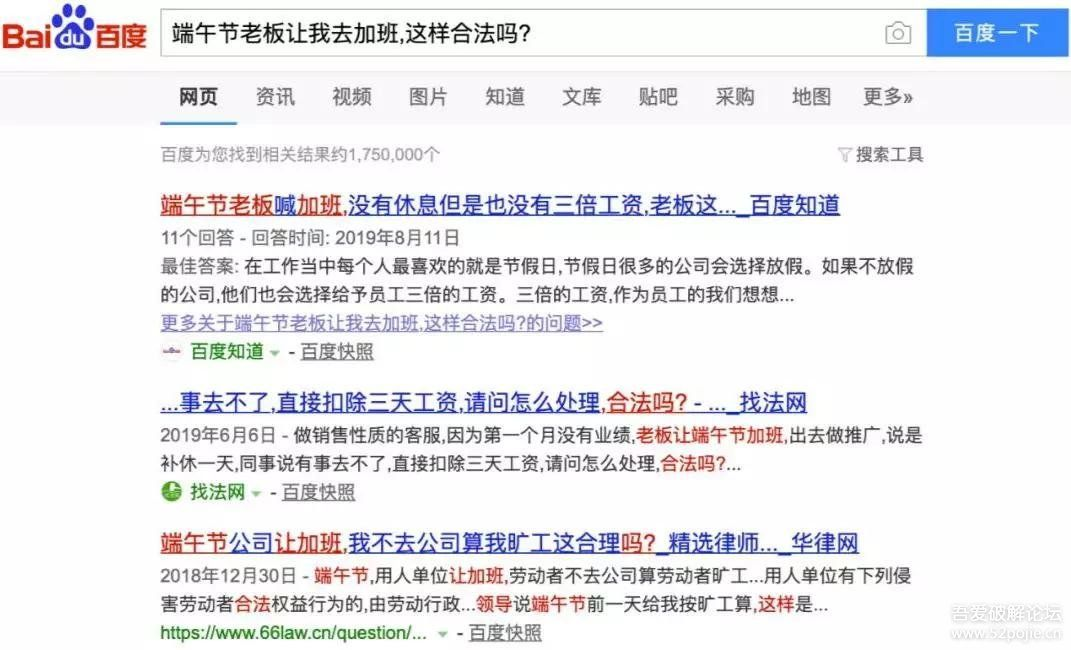 Bai du 百度
端午节老板让我去加班,这样合法吗?
百度一下
网页 资讯 视频 图片 知道 文库 贴吧 采购 地图 更多»
百度为您找到相关结果约1,750,000个
搜索工具
端午节老板喊加班,没有休息但是也没有三倍工资,老板这..._百度知道
11个回答 - 回答时间: 2019年8月11日
最佳答案: 在工作当中每个人最喜欢的就是节假日,节假日很多的公司会选择放假。如果不放假
的公司,他们也会选择给予员工三倍的工资。三倍的工资,作为员工的我们想想...
更多关于端午节老板让我去加班,这样合法吗?的问题>>
百度知道 - 百度快照
...事去不了,直接扣除三天工资,请问怎么处理,合法吗? - ..._找法网
2019年6月6日 - 做销售性质的客服,因为第一个月没有业绩,老板让端午节加班,出去做推广,说是
补休一天,同事说有事去不了,直接扣除三天工资,请问怎么处理,合法吗?...
找法网 - 百度快照
端午节公司让加班,我不去公司算我旷工这合理吗?_精选律师..._华律网
2018年12月30日 - 端午节,用人单位让加班,劳动者不去公司算劳动者旷工...用人单位有下列侵
害劳动者合法权益行为的,由劳动行政...领导说端午节前一天给我按旷工算,这样是...
https://www.66law.cn/question/... - 百度快照
吾爱破解论坛
www.52pojie.cn